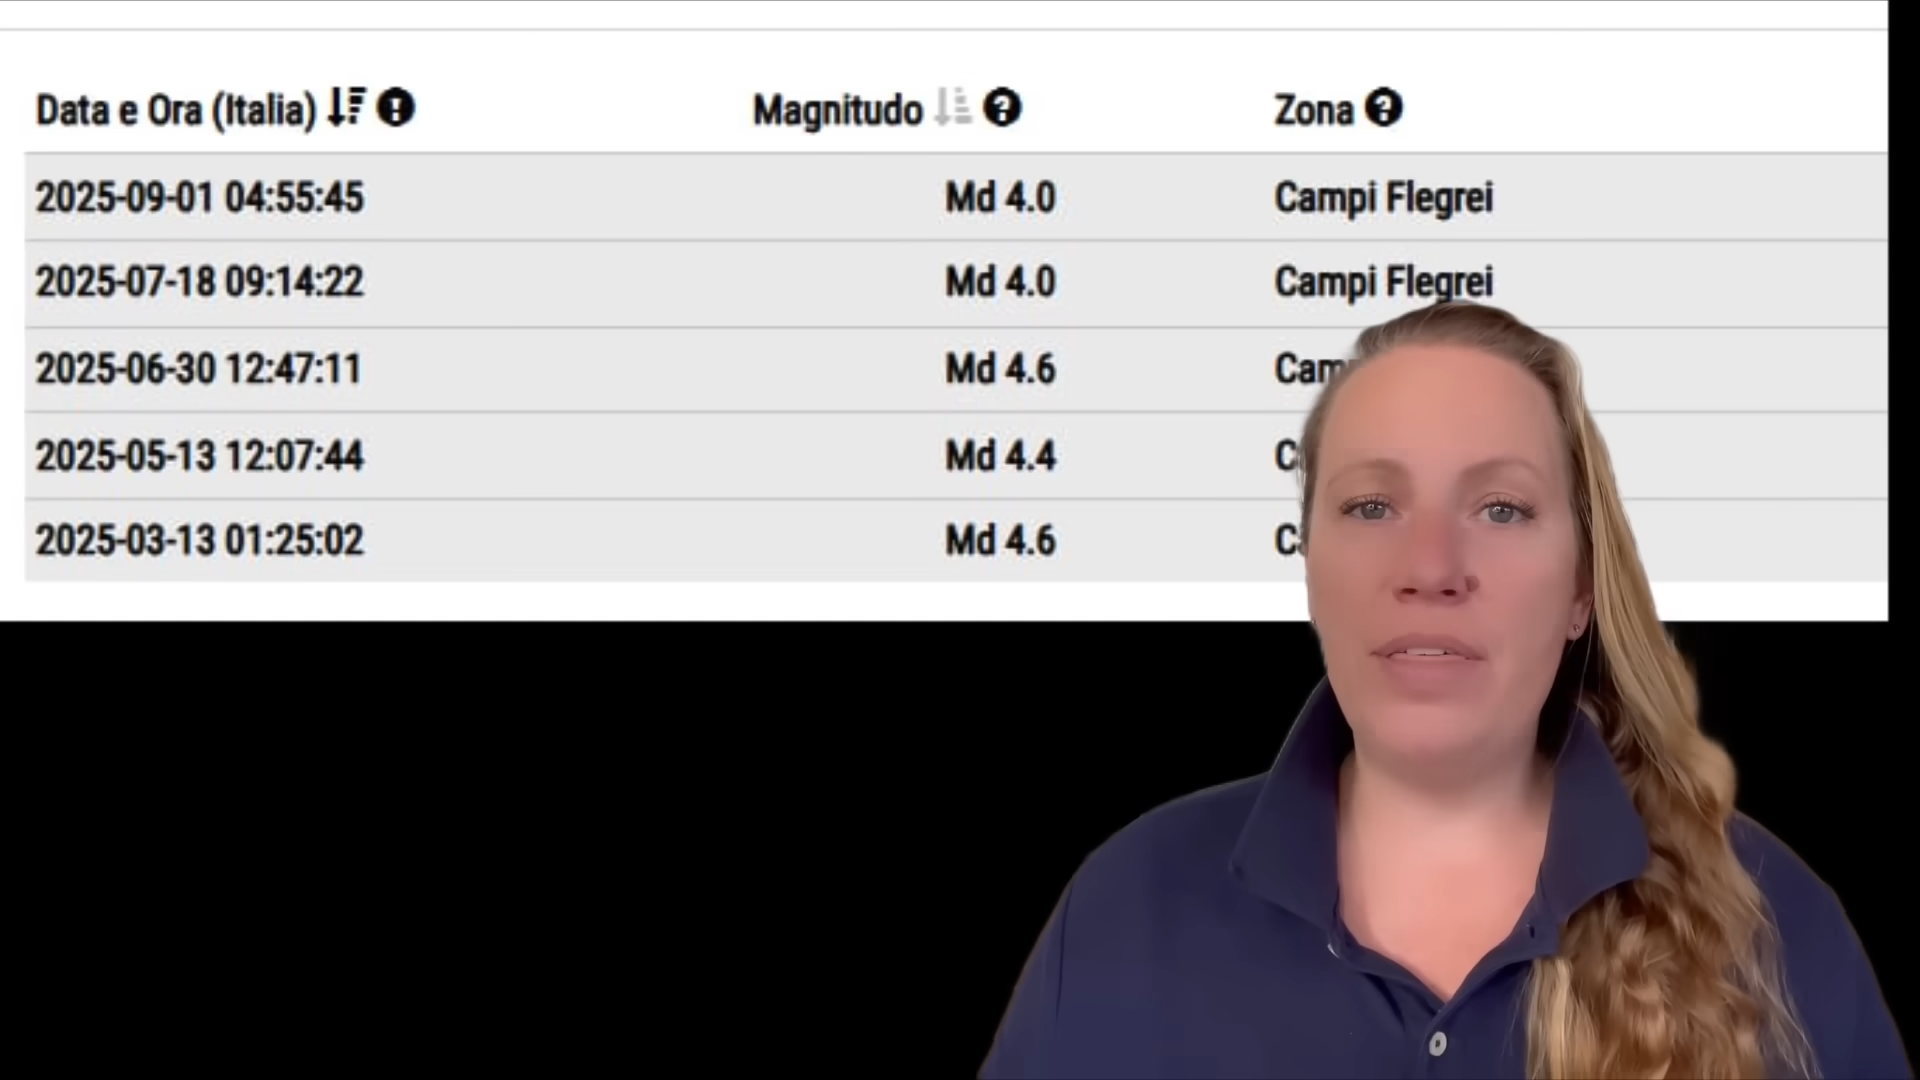 Data e Ora (Italia) Magnitudo Zona
2025-09-01 04:55:45 Md 4.0 Campi Flegrei
2025-07-18 09:14:22 Md 4.0 Campi Flegrei
2025-06-30 12:47:11 Md 4.6
2025-05-13 12:07:44 Md 4.4
2025-03-13 01:25:02 Md 4.6